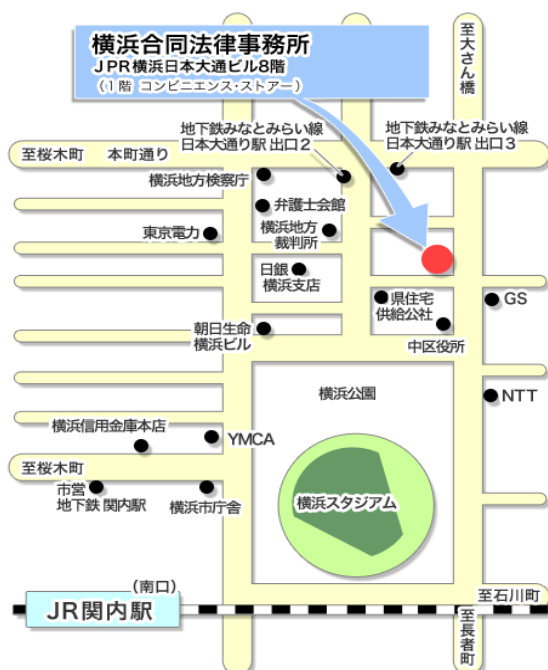 横浜合同法律事務所
JPR横浜日本大通ビル8階
(1階 コンビニエンス・ストアー)
至大さん橋
地下鉄みなとみらい線
日本大通り駅 出口2
地下鉄みなとみらい線
日本大通り駅 出口3
至桜木町 本町通り
横浜地方検察庁
弁護士会館
東京電力
横浜地方
裁判所
日銀
横浜支店
県住宅
供給公社
GS
朝日生命
横浜ビル
中区役所
横浜公園
NTT
横浜信用金庫本店
YMCA
至桜木町
市営
地下鉄 関内駅
横浜市庁舎
横浜スタジアム
(南口)
JR関内駅
至石川町
至長者町